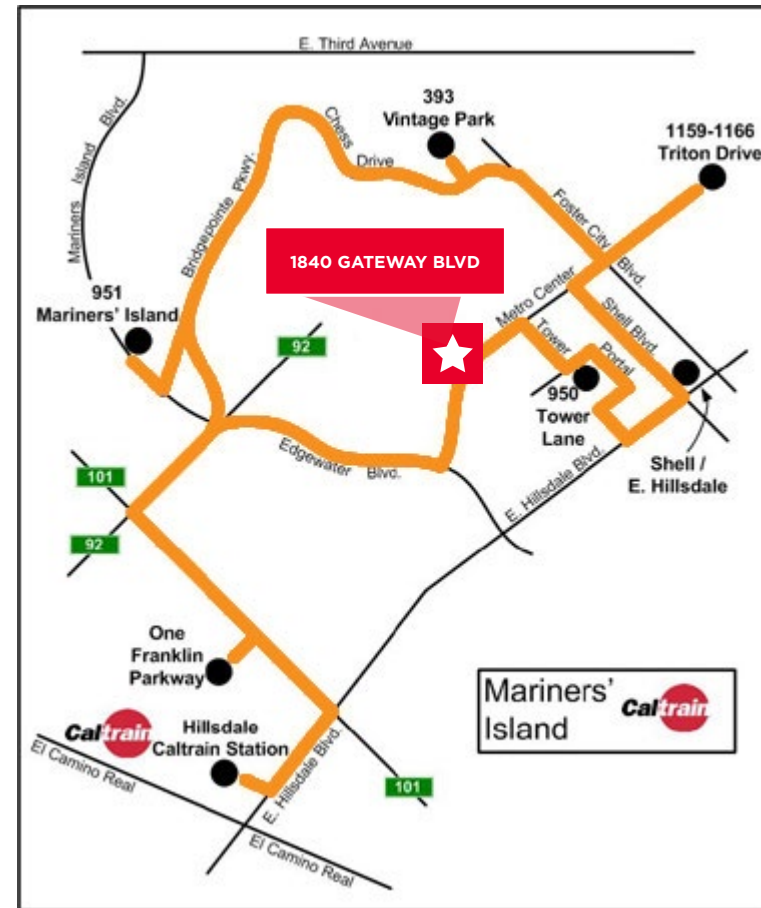 E. Third Avenue
Mariners Island Blvd.
393
Vintage Park
1159-1166
Triton Drive
Chess
Drive
Bridgepointe Pkwy.
Foster City Blvd.
1840 GATEWAY BLVD
Metro Center
951
Mariners' Island
92
Tower
Portal
Shell Blvd.
950
Tower
Lane
Edgewater Blvd.
Shell /
E. Hillsdale
101
E. Hillsdale Blvd.
92
One
Franklin
Parkway
Mariners'
Island
Caltrain
Caltrain
Hillsdale
Caltrain Station
El Camino Real
E. Hillsdale Blvd.
101
El Camino Real